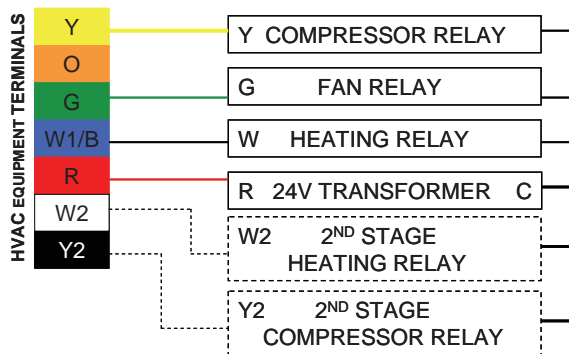 HVAC EQUIPMENT TERMINALS
Y
O
G
W1/B
R
W2
Y2
Y COMPRESSOR RELAY
G FAN RELAY
W HEATING RELAY
R 24V TRANSFORMER C
W2 2ND STAGE
HEATING RELAY
Y2 2ND STAGE
COMPRESSOR RELAY